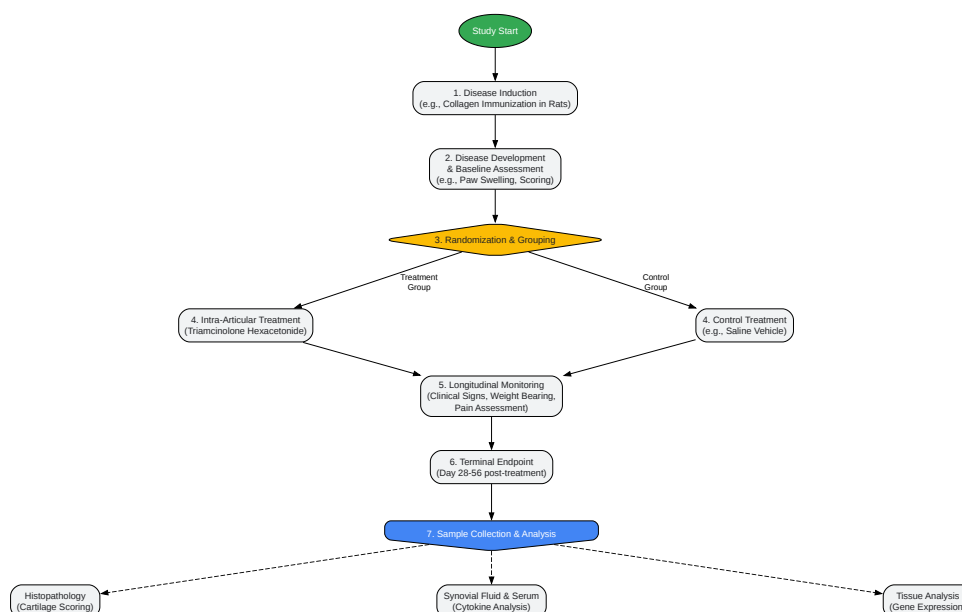 Study Start
1. Disease Induction
(e.g., Collagen Immunization in Rats)
2. Disease Development
& Baseline Assessment
(e.g., Paw Swelling, Scoring)
3. Randomization & Grouping
Treatment
Group
Control
Group
4. Intra-Articular Treatment
(Triamcinolone Hexacetonide)
4. Control Treatment
(e.g., Saline Vehicle)
5. Longitudinal Monitoring
(Clinical Signs, Weight Bearing,
Pain Assessment)
6. Terminal Endpoint
(Day 28-56 post-treatment)
7. Sample Collection & Analysis
Histopathology
(Cartilage Scoring)
Synovial Fluid & Serum
(Cytokine Analysis)
Tissue Analysis
(Gene Expression